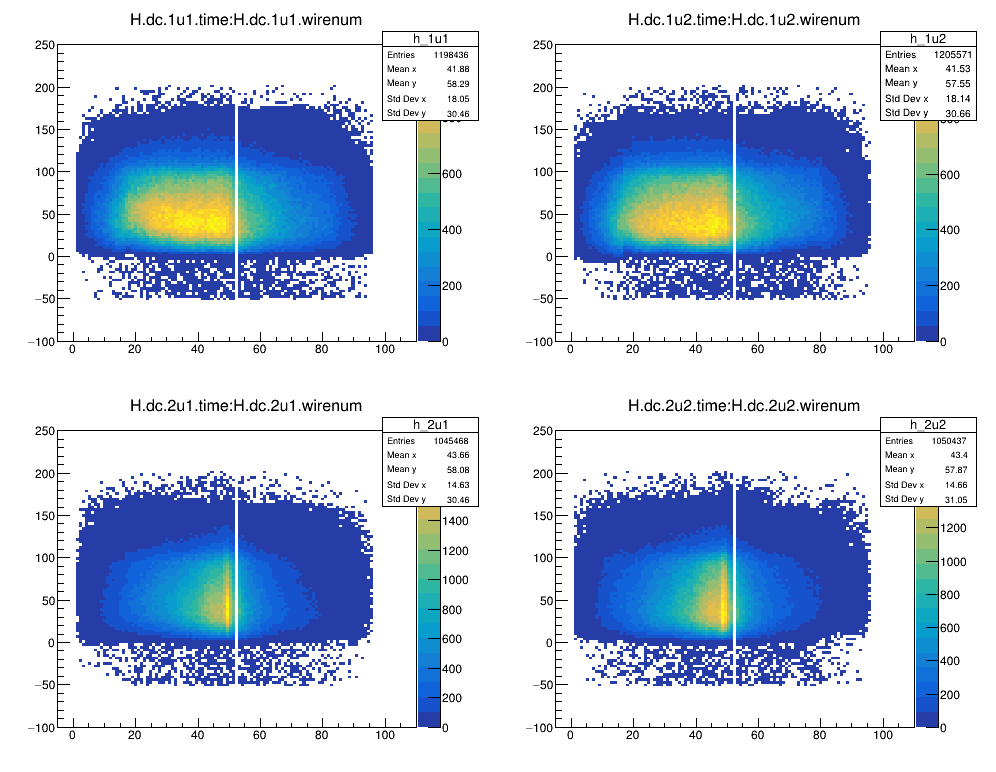 H.dc.1u1.time:H.dc.1u1.wirenum
h_1u1
Entries 1198436
Mean x 41.88
Mean y 58.29
Std Dev x 18.05
Std Dev y 30.46
250
200
150
100
50
0
−50
−100
0 20 40 60 80 100
600
400
200
0
H.dc.1u2.time:H.dc.1u2.wirenum
h_1u2
Entries 1205571
Mean x 41.53
Mean y 57.55
Std Dev x 18.14
Std Dev y 30.66
250
200
150
100
50
0
−50
−100
0 20 40 60 80 100
600
400
200
0
H.dc.2u1.time:H.dc.2u1.wirenum
h_2u1
Entries 1045468
Mean x 43.66
Mean y 58.08
Std Dev x 14.63
Std Dev y 30.46
250
200
150
100
50
0
−50
−100
0 20 40 60 80 100
1400
1200
1000
800
600
400
200
0
H.dc.2u2.time:H.dc.2u2.wirenum
h_2u2
Entries 1050437
Mean x 43.4
Mean y 57.87
Std Dev x 14.66
Std Dev y 31.05
250
200
150
100
50
0
−50
−100
0 20 40 60 80 100
1200
1000
800
600
400
200
0